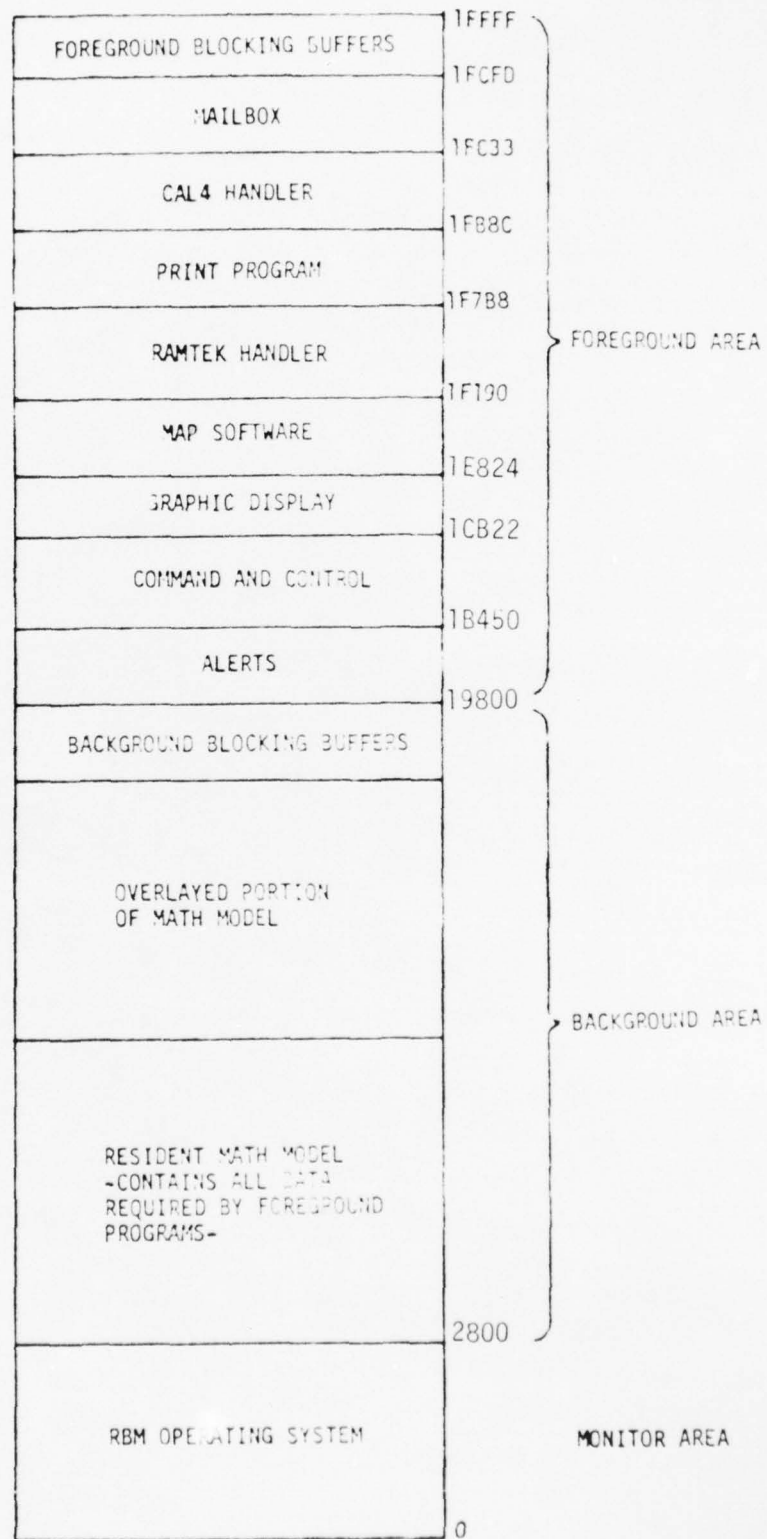 1FFFF
FOREGROUND BLOCKING BUFFERS
1FCFD
MAILBOX
1FC33
CAL4 HANDLER
1FB8C
PRINT PROGRAM
1F7B8
RAMTEK HANDLER
FOREGROUND AREA
1F190
MAP SOFTWARE
1E824
GRAPHIC DISPLAY
1CB22
COMMAND AND CONTROL
1B450
ALERTS
19800
BACKGROUND BLOCKING BUFFERS
OVERLAYED PORTION
OF MATH MODEL
BACKGROUND AREA
RESIDENT MATH MODEL
-CONTAINS ALL DATA
REQUIRED BY FOREGROUND
PROGRAMS-
2800
RBM OPERATING SYSTEM
MONITOR AREA
0